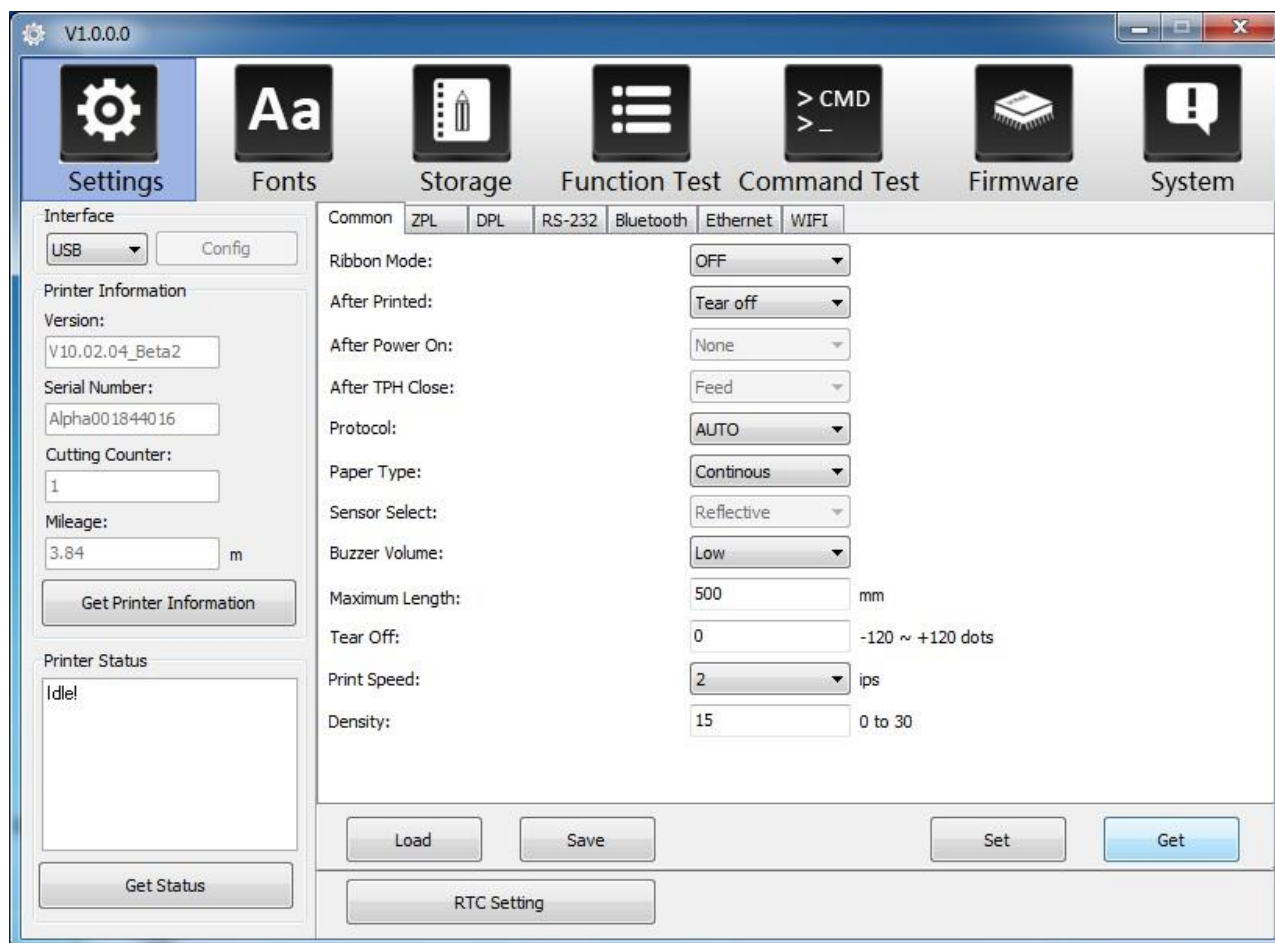 V1.0.0.0
Aa
> CMD
> _
Settings
Fonts
Storage
Function Test
Command Test
Firmware
System
Interface
USB
Config
Printer Information
Version:
V10.02.04_Beta2
Serial Number:
Alpha001844016
Cutting Counter:
1
Mileage:
3.84 m
Get Printer Information
Printer Status
Idle!
Get Status
Common ZPL DPL RS-232 Bluetooth Ethernet WIFI
Ribbon Mode: OFF
After Printed: Tear off
After Power On: None
After TPH Close: Feed
Protocol: AUTO
Paper Type: Continous
Sensor Select: Reflective
Buzzer Volume: Low
Maximum Length: 500 mm
Tear Off: 0 -120 ~ +120 dots
Print Speed: 2 ips
Density: 15 0 to 30
Load Save Set Get
RTC Setting